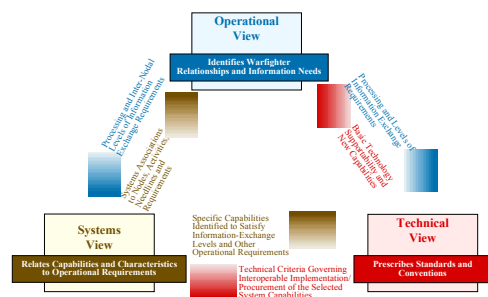 Operational
View
Identifies Warfighter
Relationships and Information Needs
Processing and Inter-Nodal
Levels of Information
Exchange Requirements
Systems Associations
to Nodes, Activities,
Needlines and
Requirements
Processing and Levels of
Information Exchange
Requirements
Basic Technology
Supportability and
New Capabilities
Systems
View
Relates Capabilities and Characteristics
to Operational Requirements
Specific Capabilities
Identified to Satisfy
Information-Exchange
Levels and Other
Operational Requirements
Technical
View
Prescribes Standards and
Conventions
Technical Criteria Governing
Interoperable Implementation/
Procurement of the Selected
System Capabilities